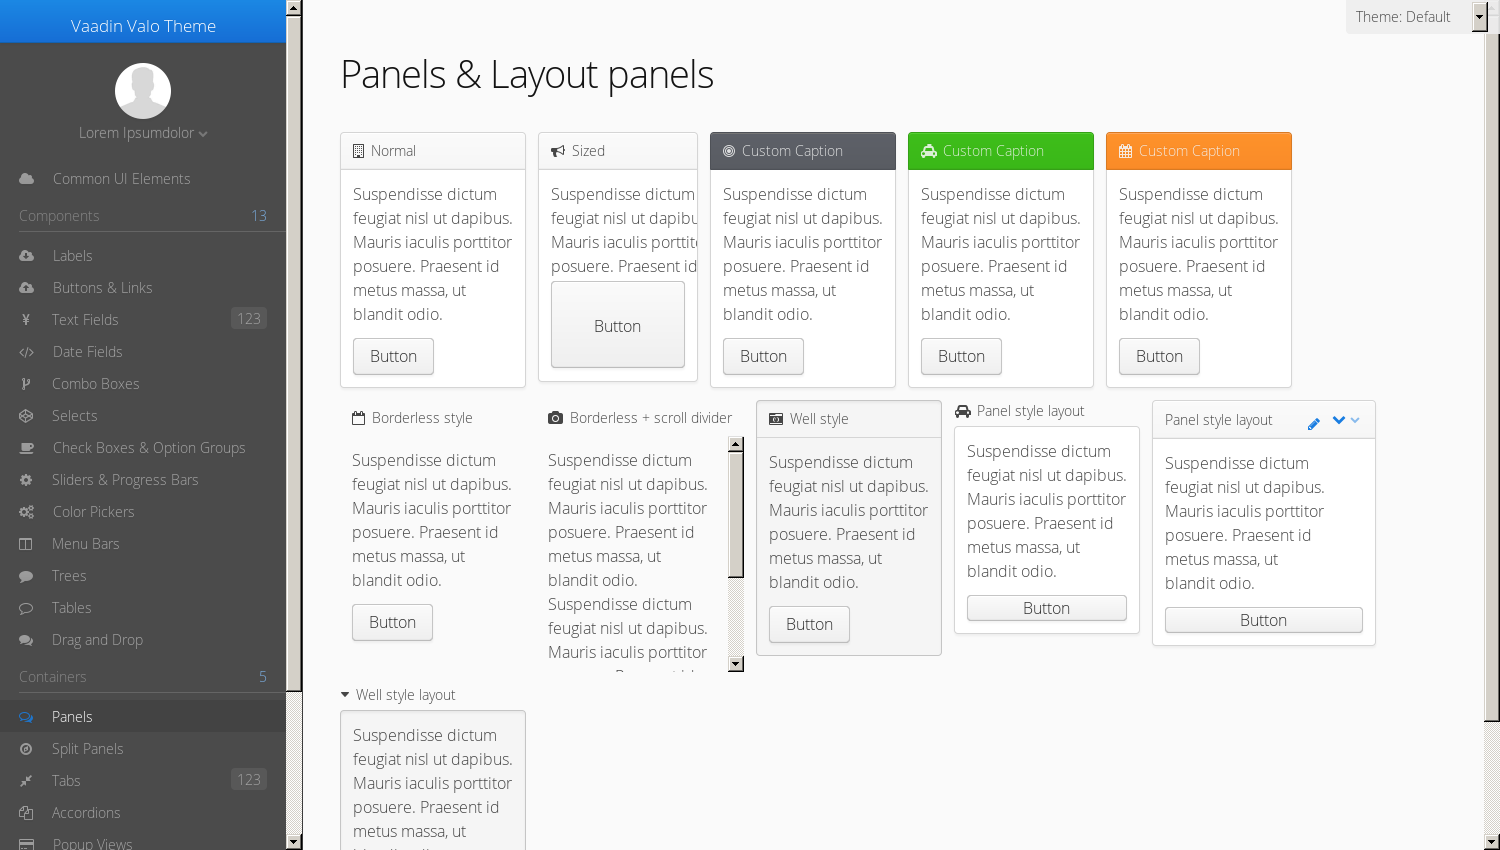 Vaadin Valo Theme
Lorem Ipsumdolor
Common UI Elements
Components 13
Labels
Buttons & Links
Text Fields 123
Date Fields
Combo Boxes
Selects
Check Boxes & Option Groups
Sliders & Progress Bars
Color Pickers
Menu Bars
Trees
Tables
Drag and Drop
Containers 5
Panels
Split Panels
Tabs 123
Accordions
Popup Views
Theme: Default
Panels & Layout panels
Normal
Suspendisse dictum
feugiat nisl ut dapibus.
Mauris iaculis porttitor
posuere. Praesent id
metus massa, ut
blandit odio.
Button
Sized
Suspendisse dictum
feugiat nisl ut dapibu
Mauris iaculis porttito
posuere. Praesent id
Button
Custom Caption
Suspendisse dictum
feugiat nisl ut dapibus.
Mauris iaculis porttitor
posuere. Praesent id
metus massa, ut
blandit odio.
Button
Custom Caption
Suspendisse dictum
feugiat nisl ut dapibus.
Mauris iaculis porttitor
posuere. Praesent id
metus massa, ut
blandit odio.
Button
Custom Caption
Suspendisse dictum
feugiat nisl ut dapibus.
Mauris iaculis porttitor
posuere. Praesent id
metus massa, ut
blandit odio.
Button
Borderless style
Suspendisse dictum
feugiat nisl ut dapibus.
Mauris iaculis porttitor
posuere. Praesent id
metus massa, ut
blandit odio.
Button
Borderless + scroll divider
Suspendisse dictum
feugiat nisl ut dapibus.
Mauris iaculis porttitor
posuere. Praesent id
metus massa, ut
blandit odio.
Suspendisse dictum
feugiat nisl ut dapibus.
Mauris iaculis porttitor
Well style
Suspendisse dictum
feugiat nisl ut dapibus.
Mauris iaculis porttitor
posuere. Praesent id
metus massa, ut
blandit odio.
Button
Panel style layout
Suspendisse dictum
feugiat nisl ut dapibus.
Mauris iaculis porttitor
posuere. Praesent id
metus massa, ut
blandit odio.
Button
Panel style layout
Suspendisse dictum
feugiat nisl ut dapibus.
Mauris iaculis porttitor
posuere. Praesent id
metus massa, ut
blandit odio.
Button
Well style layout
Suspendisse dictum
feugiat nisl ut dapibus.
Mauris iaculis porttitor
posuere. Praesent id
metus massa, ut